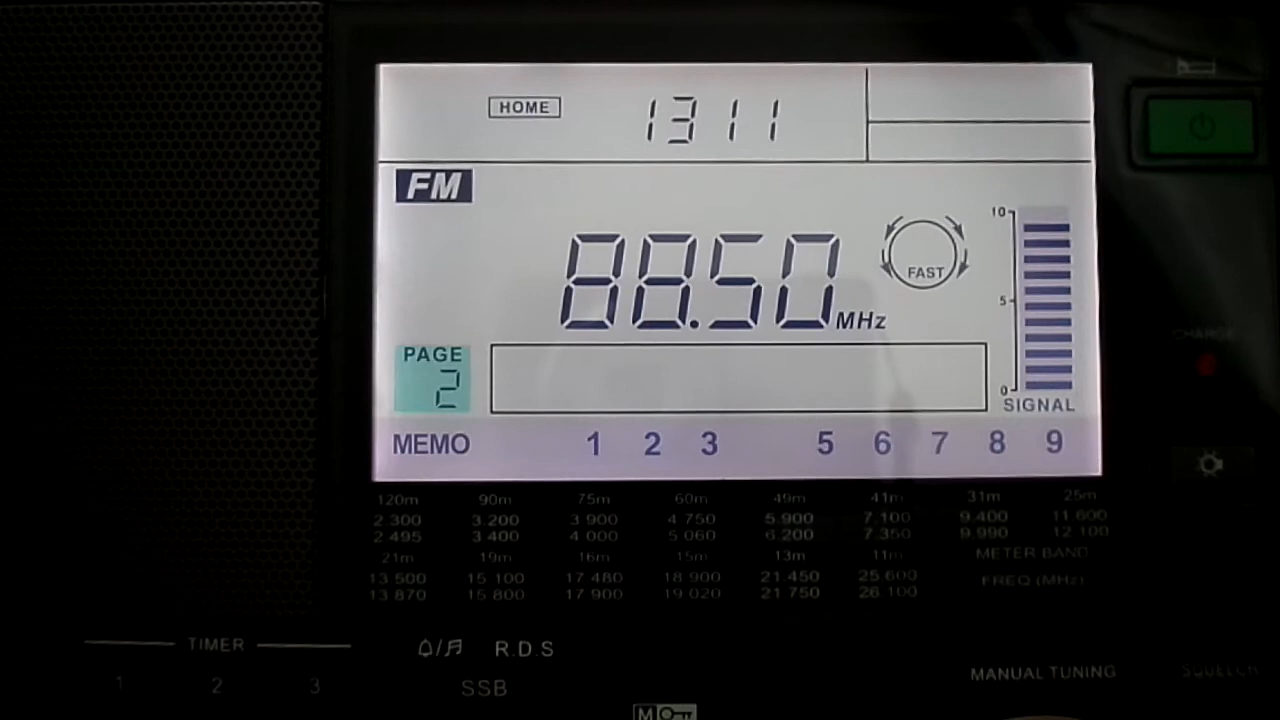 HOME 1311
FM
10
88.50 MHz
FAST
5
PAGE
2
0
SIGNAL
MEMO 1 2 3 5 6 7 8 9
CHARGE
120m 90m 75m 60m 49m 41m 31m 25m
2 300 3 200 3 900 4 750 5 900 7 100 9 400 11 600
2 495 3 400 4 000 5 060 6 200 7 350 9 990 12 100
21m 19m 16m 15m 13m 11m METER BAND
13 500 15 100 17 480 18 900 21 450 25 600 FREQ (MHz)
13 870 15 800 17 900 19 020 21 750 26 100
TIMER
R.D.S
1 2 3
SSB
MANUAL TUNING
SQUELCH
M